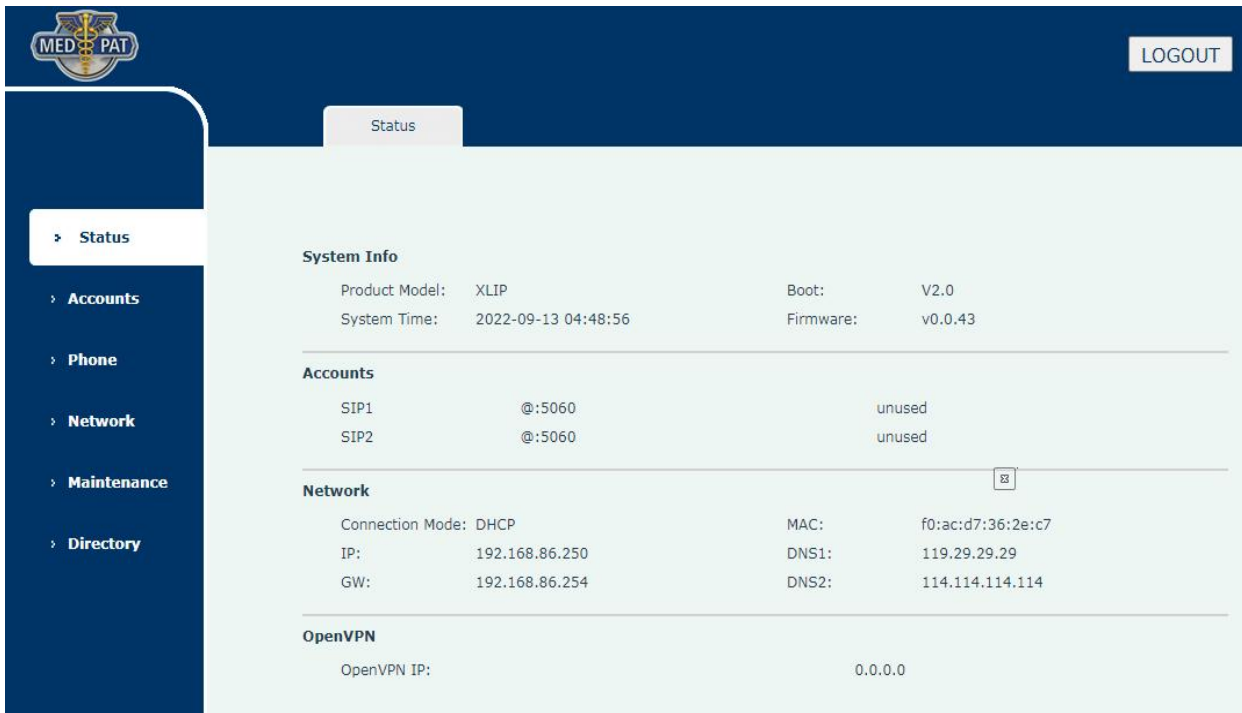 MED PAT
LOGOUT
Status
Status
Accounts
Phone
Network
Maintenance
Directory
System Info
Product Model: XLIP Boot: V2.0
System Time: 2022-09-13 04:48:56 Firmware: v0.0.43
Accounts
SIP1 @:5060 unused
SIP2 @:5060 unused
Network
Connection Mode: DHCP MAC: f0:ac:d7:36:2e:c7
IP: 192.168.86.250 DNS1: 119.29.29.29
GW: 192.168.86.254 DNS2: 114.114.114.114
OpenVPN
OpenVPN IP: 0.0.0.0